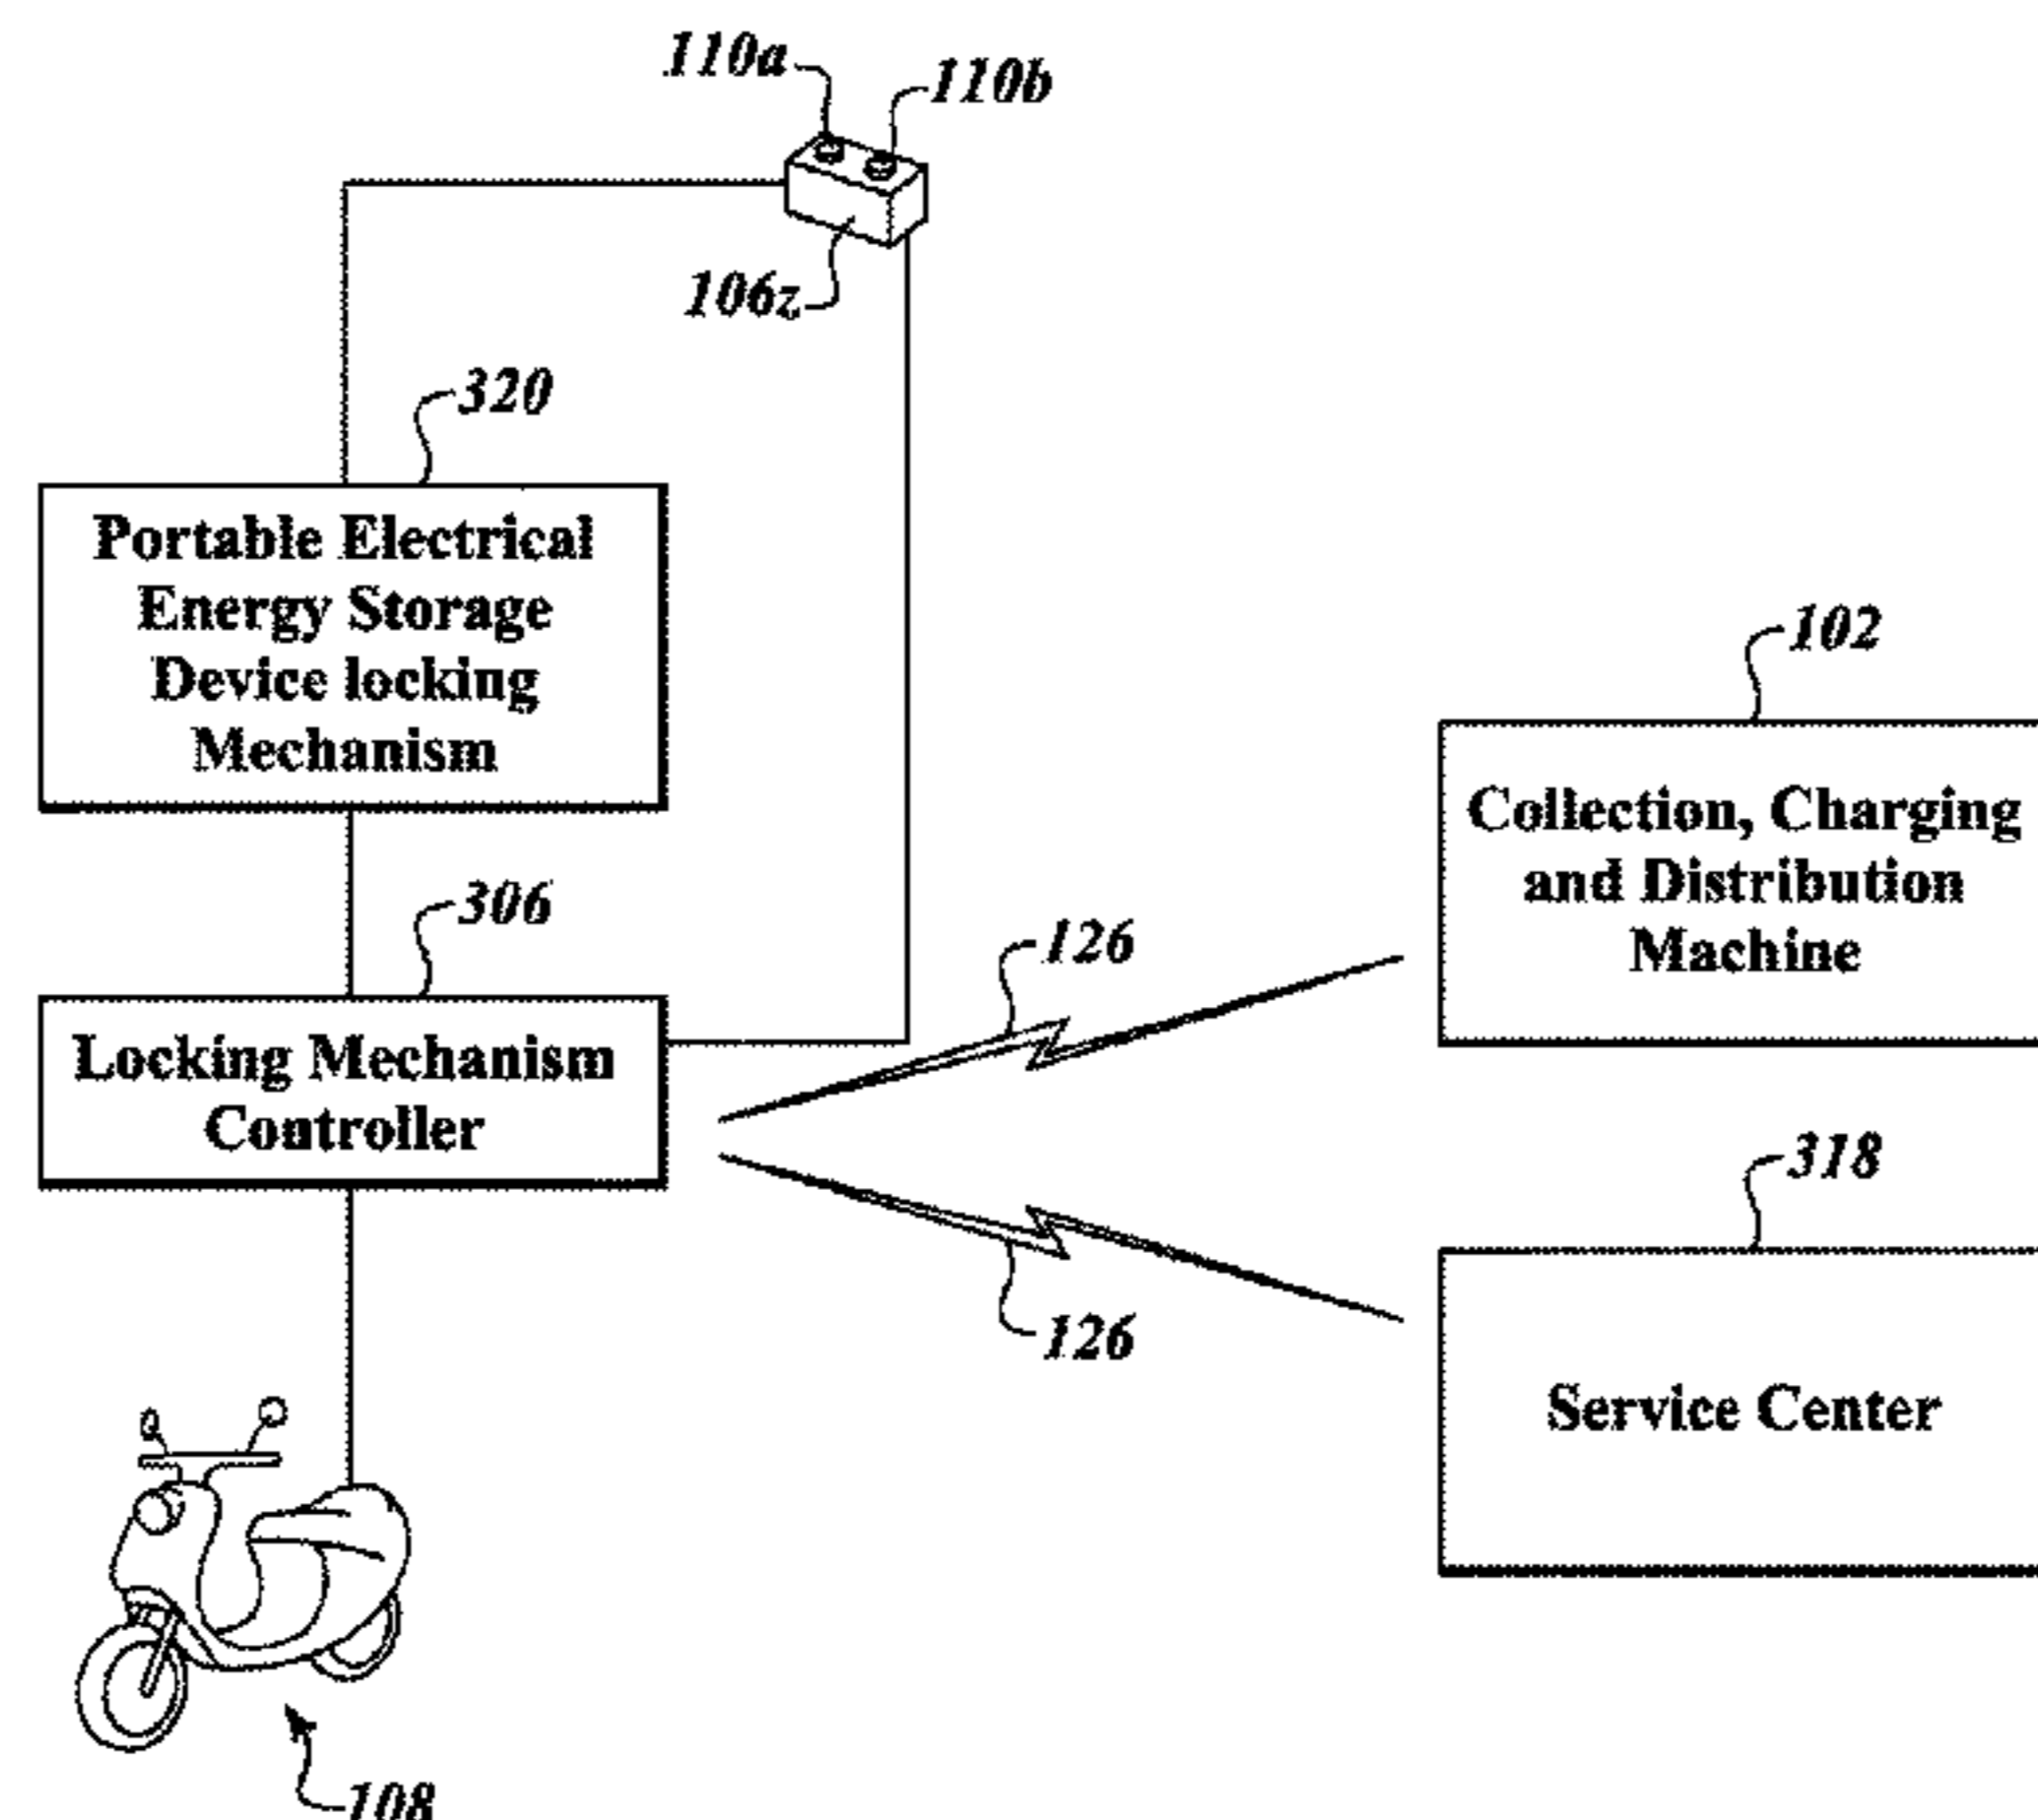 110a
110b
106z
320
Portable Electrical
Energy Storage
Device locking
Mechanism
102
Collection, Charging
and Distribution
Machine
306
126
Locking Mechanism
Controller
318
126
Service Center
108